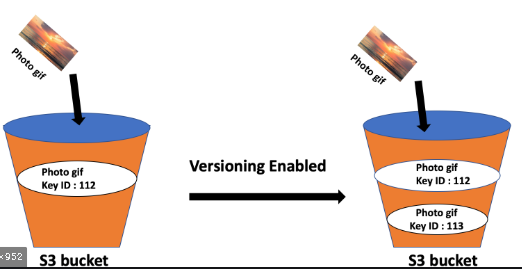 Photo gif
Photo gif
Key ID : 112
S3 bucket
Versioning Enabled
Photo gif
Photo gif
Key ID : 112
Photo gif
Key ID : 113
S3 bucket
×952